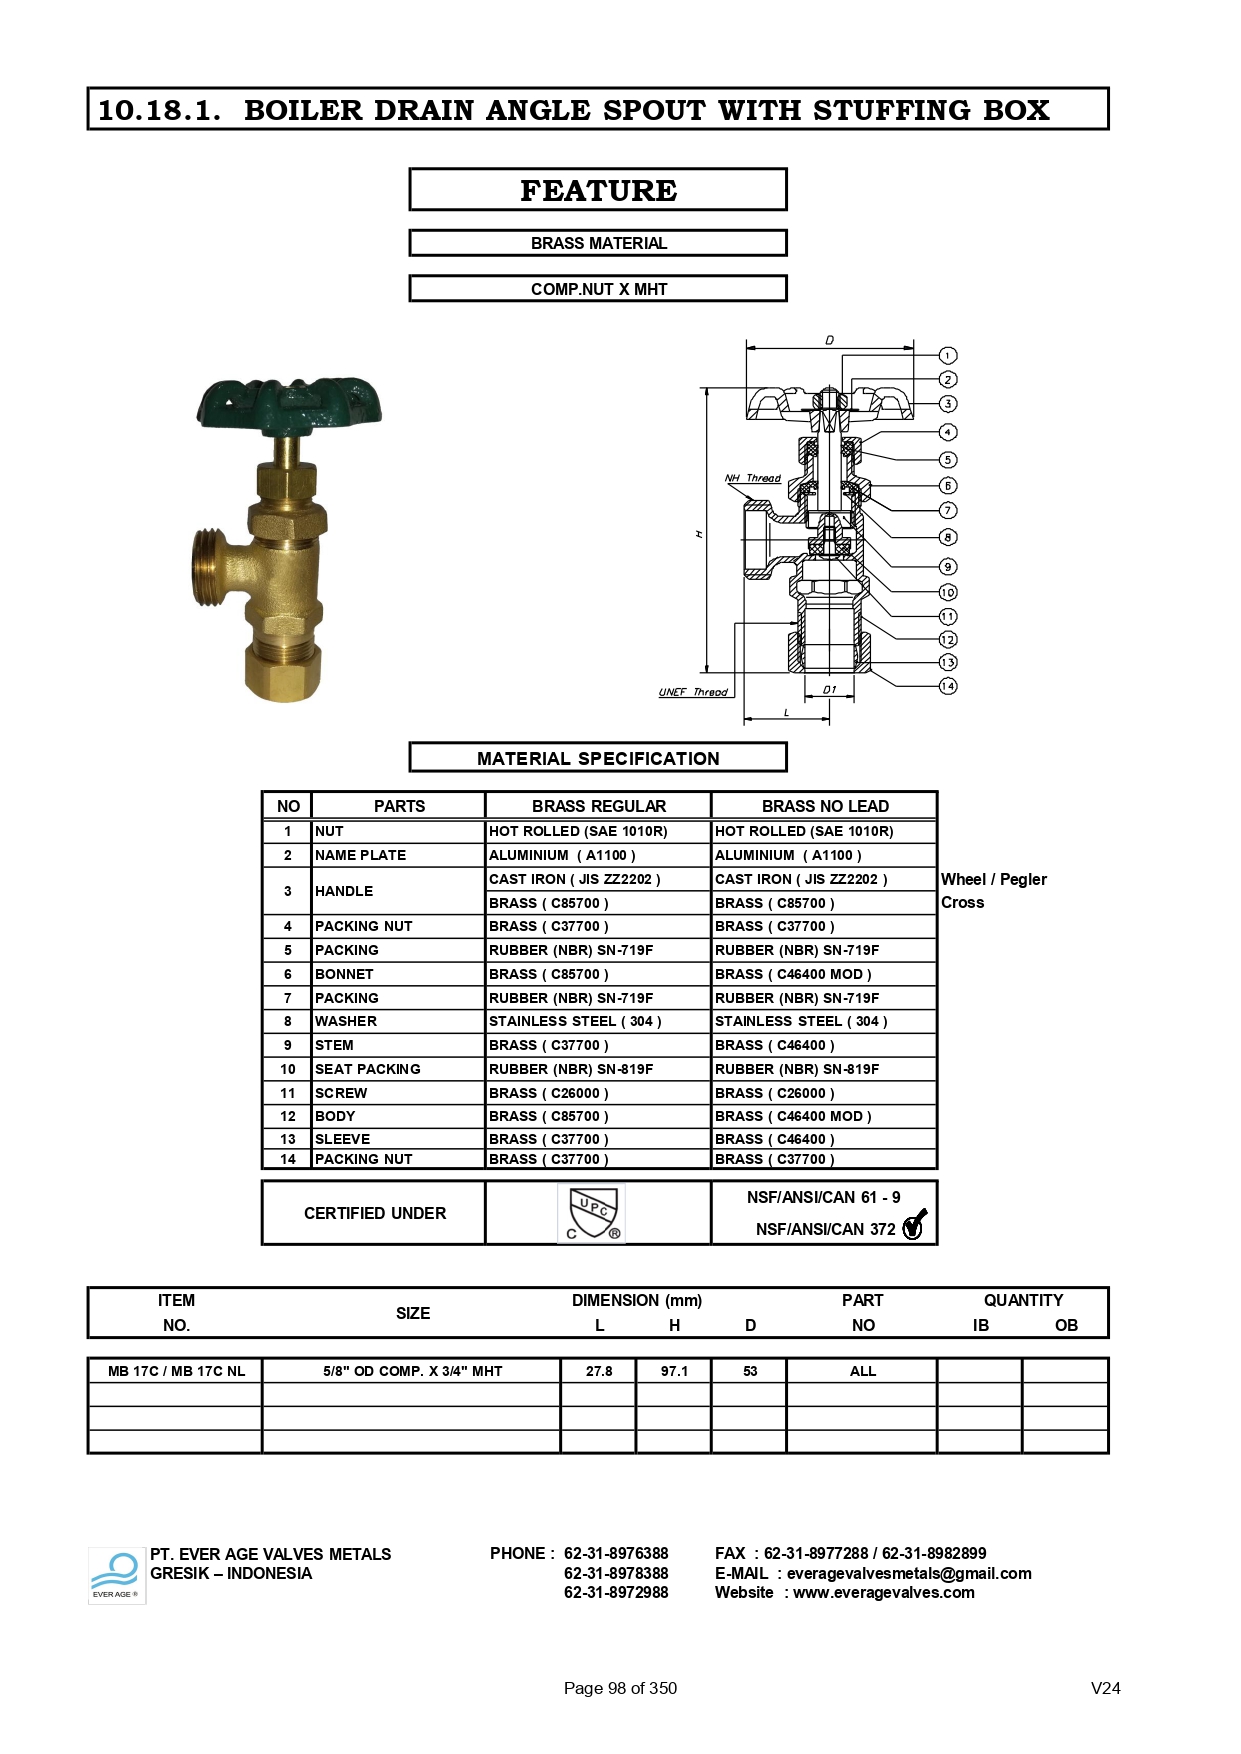 10.18.1. BOILER DRAIN ANGLE SPOUT WITH STUFFING BOX
FEATURE
BRASS MATERIAL
COMP.NUT X MHT
D
1
2
3
4
5
NH Thread
6
7
H
8
9
10
11
12
13
UNEF Thread
D1
14
L
MATERIAL SPECIFICATION
NO PARTS BRASS REGULAR BRASS NO LEAD
1 NUT HOT ROLLED (SAE 1010R) HOT ROLLED (SAE 1010R)
2 NAME PLATE ALUMINIUM ( A1100 ) ALUMINIUM ( A1100 )
3 HANDLE CAST IRON ( JIS ZZ2202 ) CAST IRON ( JIS ZZ2202 ) Wheel / Pegler
BRASS ( C85700 ) BRASS ( C85700 ) Cross
4 PACKING NUT BRASS ( C37700 ) BRASS ( C37700 )
5 PACKING RUBBER (NBR) SN-719F RUBBER (NBR) SN-719F
6 BONNET BRASS ( C85700 ) BRASS ( C46400 MOD )
7 PACKING RUBBER (NBR) SN-719F RUBBER (NBR) SN-719F
8 WASHER STAINLESS STEEL ( 304 ) STAINLESS STEEL ( 304 )
9 STEM BRASS ( C37700 ) BRASS ( C46400 )
10 SEAT PACKING RUBBER (NBR) SN-819F RUBBER (NBR) SN-819F
11 SCREW BRASS ( C26000 ) BRASS ( C26000 )
12 BODY BRASS ( C85700 ) BRASS ( C46400 MOD )
13 SLEEVE BRASS ( C37700 ) BRASS ( C46400 )
14 PACKING NUT BRASS ( C37700 ) BRASS ( C37700 )
CERTIFIED UNDER
UPC
C ®
NSF/ANSI/CAN 61 - 9
NSF/ANSI/CAN 372
ITEM SIZE DIMENSION (mm) PART QUANTITY
NO. L H D NO IB OB
MB 17C / MB 17C NL 5/8" OD COMP. X 3/4" MHT 27.8 97.1 53 ALL
EVER AGE ®
PT. EVER AGE VALVES METALS PHONE : 62-31-8976388 FAX : 62-31-8977288 / 62-31-8982899
GRESIK – INDONESIA 62-31-8978388 E-MAIL : everagevalvesmetals@gmail.com
62-31-8972988 Website : www.everagevalves.com
Page 98 of 350 V24